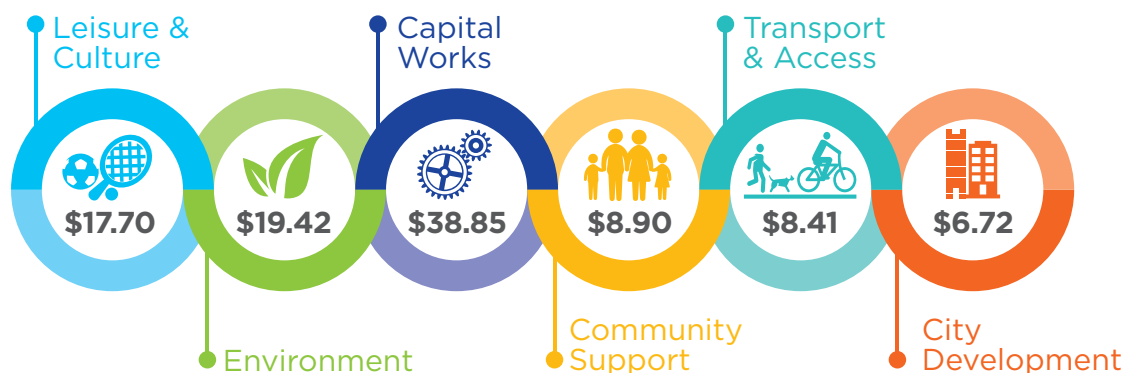 Leisure &
Culture
Capital
Works
Transport
& Access
$17.70
$19.42
$38.85
$8.90
$8.41
$6.72
Environment
Community
Support
City
Development